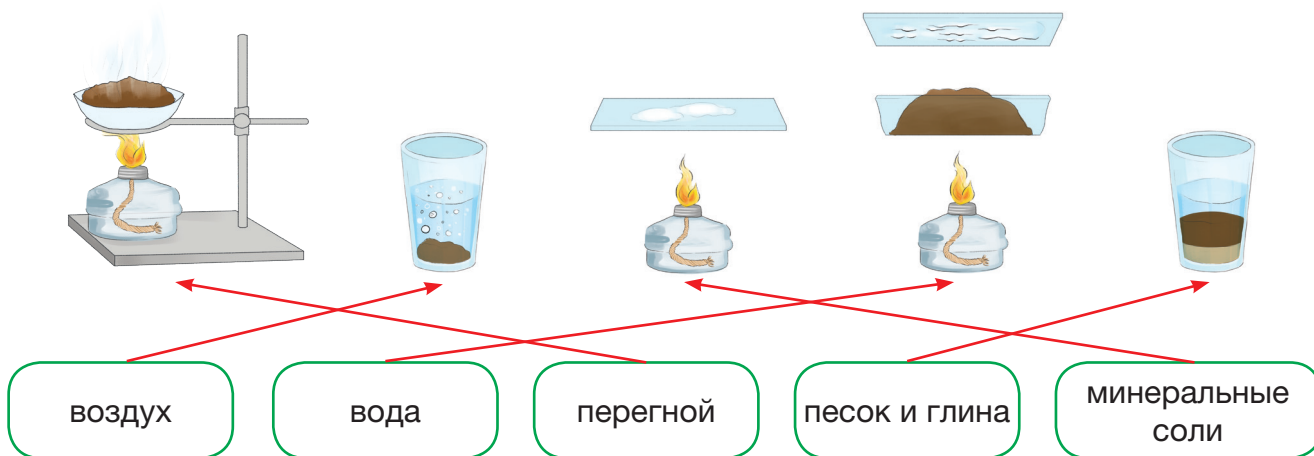 воздух
вода
перегной
песок и глина
минеральные
соли